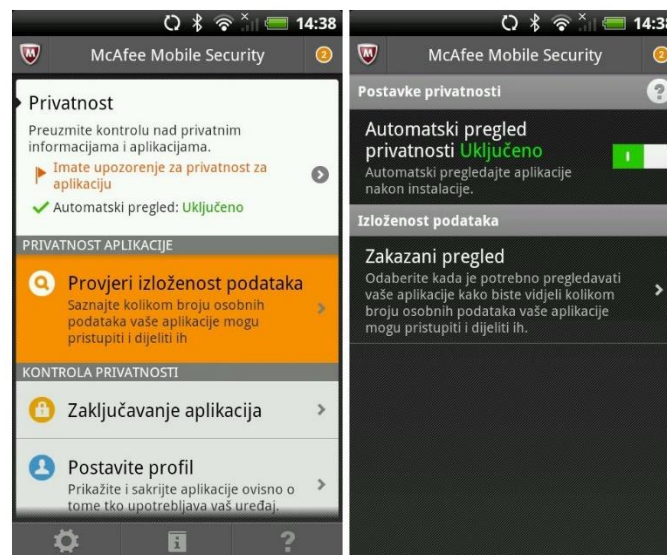 14:38
McAfee Mobile Security
2
Privatnost
Preuzmite kontrolu nad privatnim
informacijama i aplikacijama.
Imate upozorenje za privatnost za
aplikaciju
Automatski pregled: Uključeno
PRIVATNOST APLIKACIJE
Provjeri izloženost podataka
Saznajte kolikom broju osobnih
podataka vaše aplikacije mogu
pristupiti i dijeliti ih
KONTROLA PRIVATNOSTI
Zaključavanje aplikacija
Postavite profil
Prikažite i sakrijte aplikacije ovisno o
tome tko upotrebljava vaš uređaj.
?
14:38
McAfee Mobile Security
2
Postavke privatnosti
?
Automatski pregled
privatnosti Uključeno
Automatski pregledajte aplikacije
nakon instalacije.
Izloženost podataka
Zakazani pregled
Odaberite kada je potrebno pregledavati
vaše aplikacije kako biste vidjeli kolikom
broju osobnih podataka vaše aplikacije
mogu pristupiti i dijeliti ih.